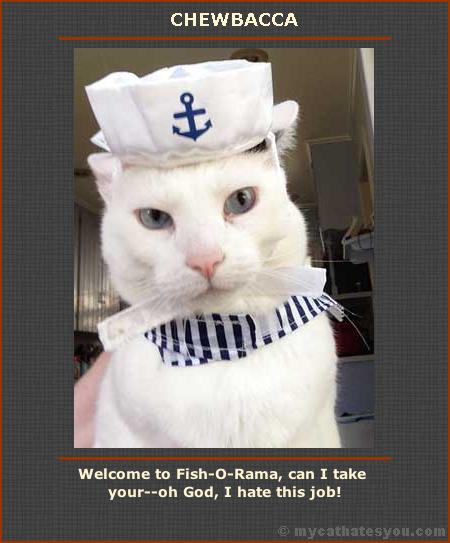 CHEWBACCA
Welcome to Fish-O-Rama, can I take
your--oh God, I hate this job!
© mycathatesyou.com